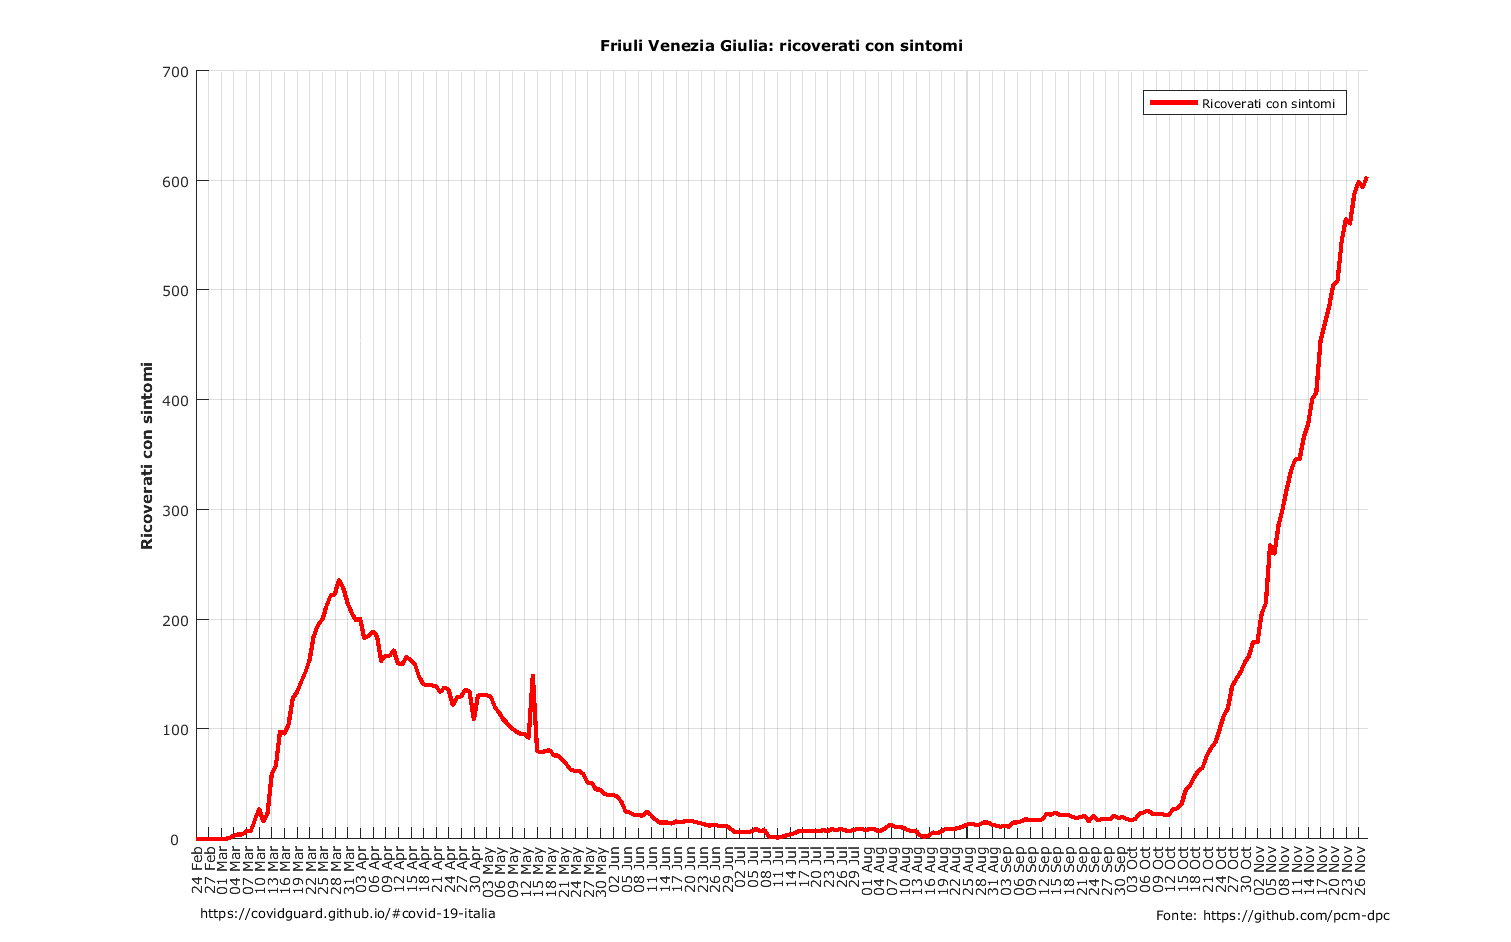 Friuli Venezia Giulia: ricoverati con sintomi
Ricoverati con sintomi
Ricoverati con sintomi
700
600
500
400
300
200
100
0
24 Feb
27 Feb
01 Mar
04 Mar
07 Mar
10 Mar
13 Mar
16 Mar
19 Mar
22 Mar
25 Mar
28 Mar
31 Mar
03 Apr
06 Apr
09 Apr
12 Apr
15 Apr
18 Apr
21 Apr
24 Apr
27 Apr
30 Apr
03 May
06 May
09 May
12 May
15 May
18 May
21 May
24 May
27 May
30 May
02 Jun
05 Jun
08 Jun
11 Jun
14 Jun
17 Jun
20 Jun
23 Jun
26 Jun
29 Jun
02 Jul
05 Jul
08 Jul
11 Jul
14 Jul
17 Jul
20 Jul
23 Jul
26 Jul
29 Jul
01 Aug
04 Aug
07 Aug
10 Aug
13 Aug
16 Aug
19 Aug
22 Aug
25 Aug
28 Aug
31 Aug
03 Sep
06 Sep
09 Sep
12 Sep
15 Sep
18 Sep
21 Sep
24 Sep
27 Sep
30 Sep
03 Oct
06 Oct
09 Oct
12 Oct
15 Oct
18 Oct
21 Oct
24 Oct
27 Oct
30 Oct
02 Nov
05 Nov
08 Nov
11 Nov
14 Nov
17 Nov
20 Nov
23 Nov
26 Nov
https://covidguard.github.io/#covid-19-italia
Fonte: https://github.com/pcm-dpc